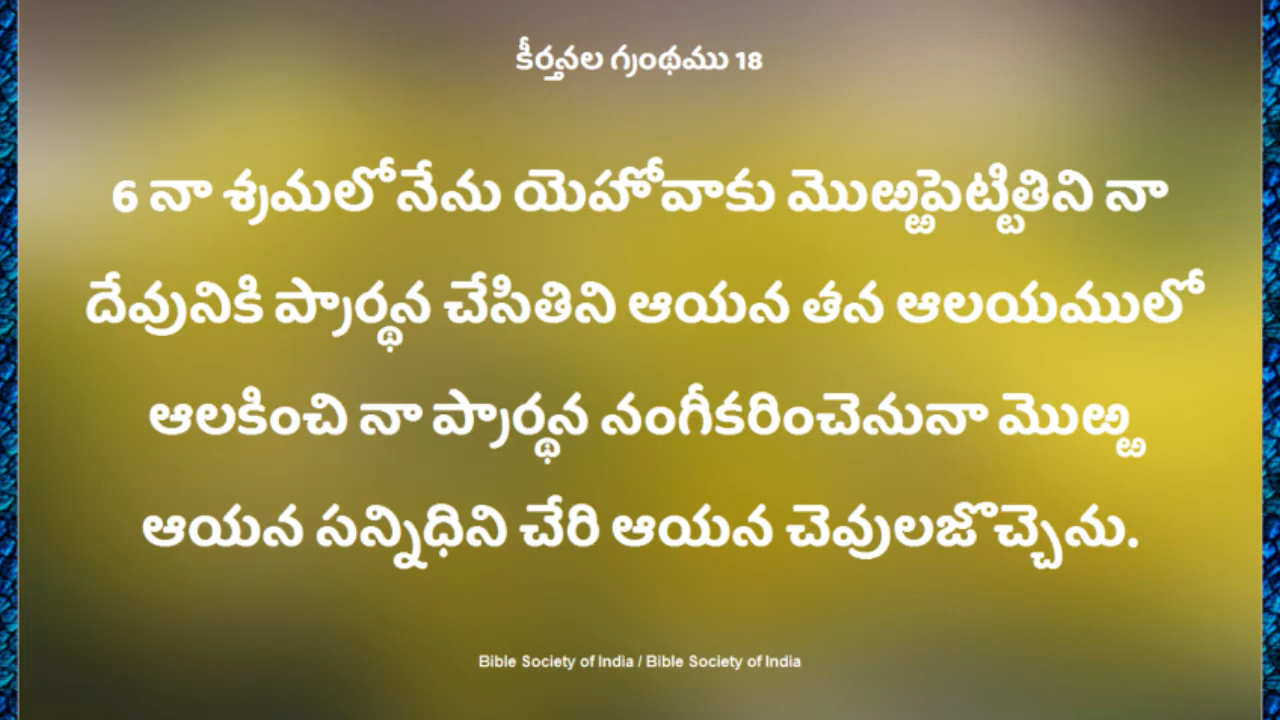 కీర్తనల గ్రంథము 18
6 నా శ్రమలో నేను యెహోవాకు మొఱ్ఱపెట్టితిని నా
దేవునికి ప్రార్థన చేసితిని ఆయన తన ఆలయములో
ఆలకించి నా ప్రార్థన నంగీకరించెనునా మొఱ్ఱ
ఆయన సన్నిధిని చేరి ఆయన చెవులజొచ్చెను.
Bible Society of India / Bible Society of India